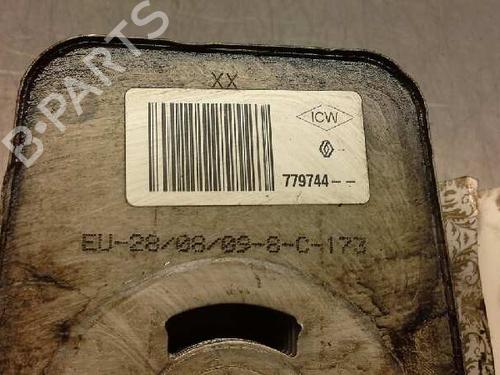 B-PARTS
XX
ICW
779744--
EU-28/08/09-8-C-173